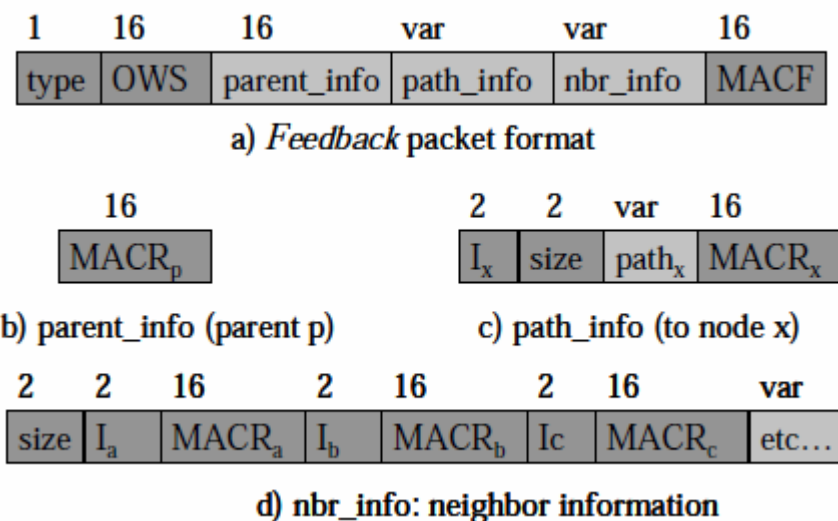 1 16 16 var var 16
type OWS parent_info path_info nbr_info MACF
a) Feedback packet format
16
MACRp
b) parent_info (parent p)
2 2 var 16
Ix size pathx MACRx
c) path_info (to node x)
2 2 16 2 16 2 16 var
size Ia MACRa Ib MACRb Ic MACRc etc...
d) nbr_info: neighbor information